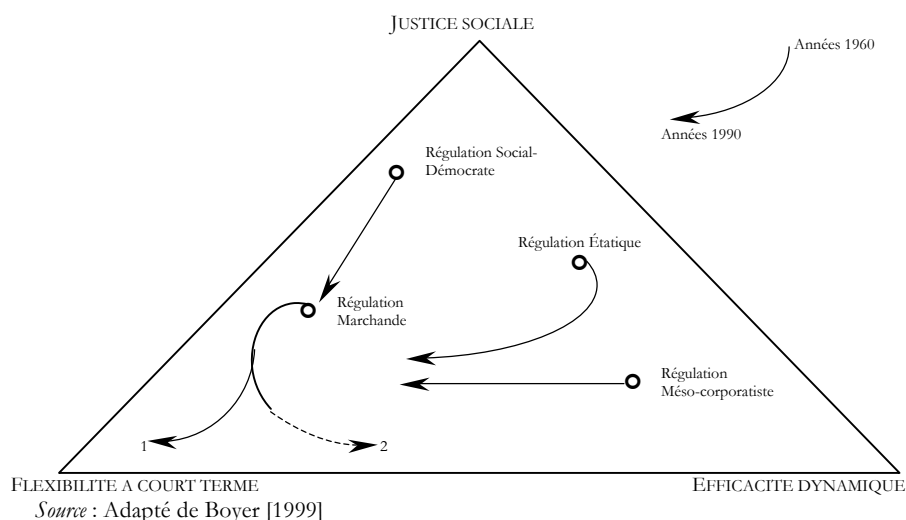 JUSTICE SOCIALE
Années 1960
Années 1990
Régulation Social-
Démocrate
Régulation Étatique
Régulation
Marchande
Régulation
Méso-corporatiste
1
2
FLEXIBILITE A COURT TERME
EFFICACITE DYNAMIQUE
Source : Adapté de Boyer [1999]